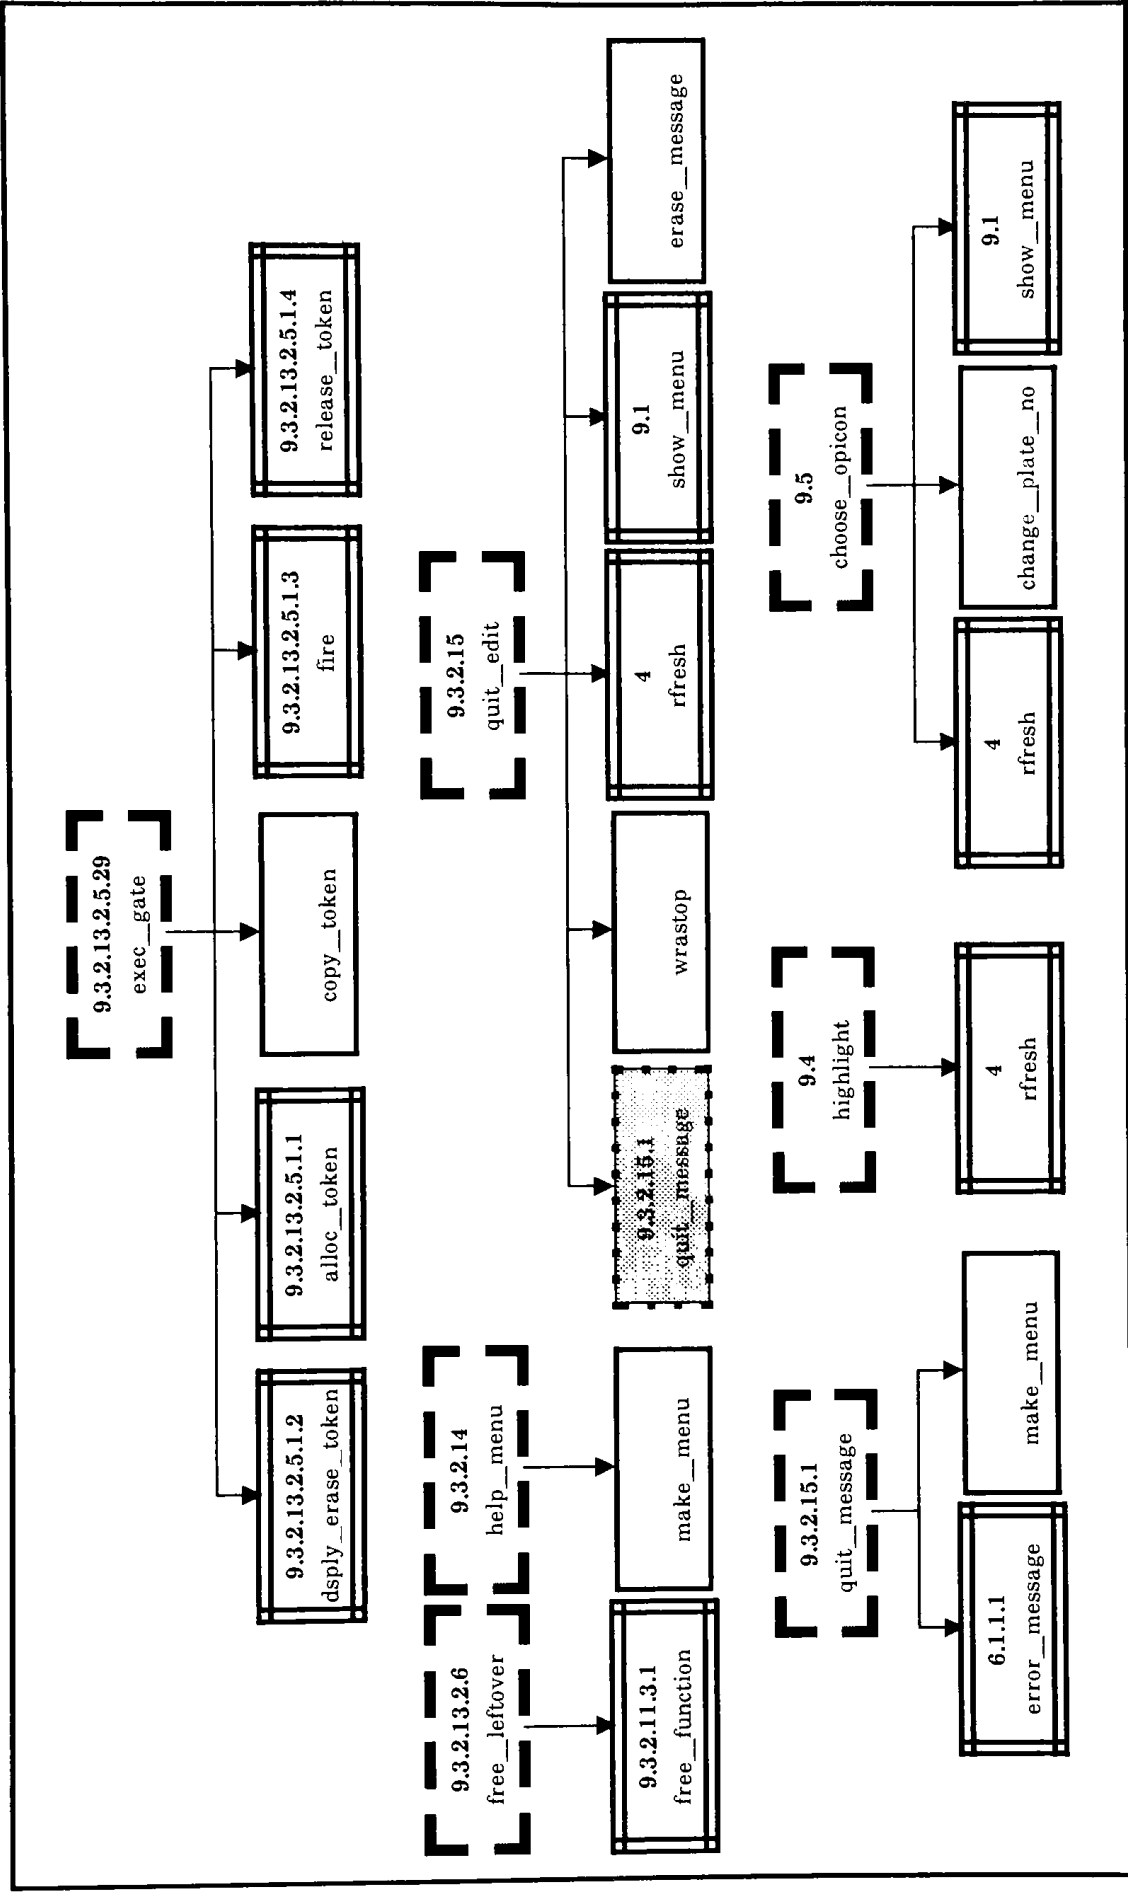 9.3.2.13.2.5.29
exec__gate
9.3.2.13.2.5.1.2
dsply__erase__token
9.3.2.13.2.5.1.1
alloc__token
copy__token
9.3.2.13.2.5.1.3
fire
9.3.2.13.2.5.1.4
release__token
9.3.2.13.2.6
free__leftover
9.3.2.14
help__menu
9.3.2.15
quit__edit
9.3.2.11.3.1
free__function
make__menu
9.3.2.15.1
quit__message
wrastop
4
rfresh
9.1
show__menu
erase__message
9.3.2.15.1
quit__message
9.4
highlight
9.5
choose__opicon
6.1.1.1
error__message
make__menu
4
rfresh
4
rfresh
change__plate__no
9.1
show__menu